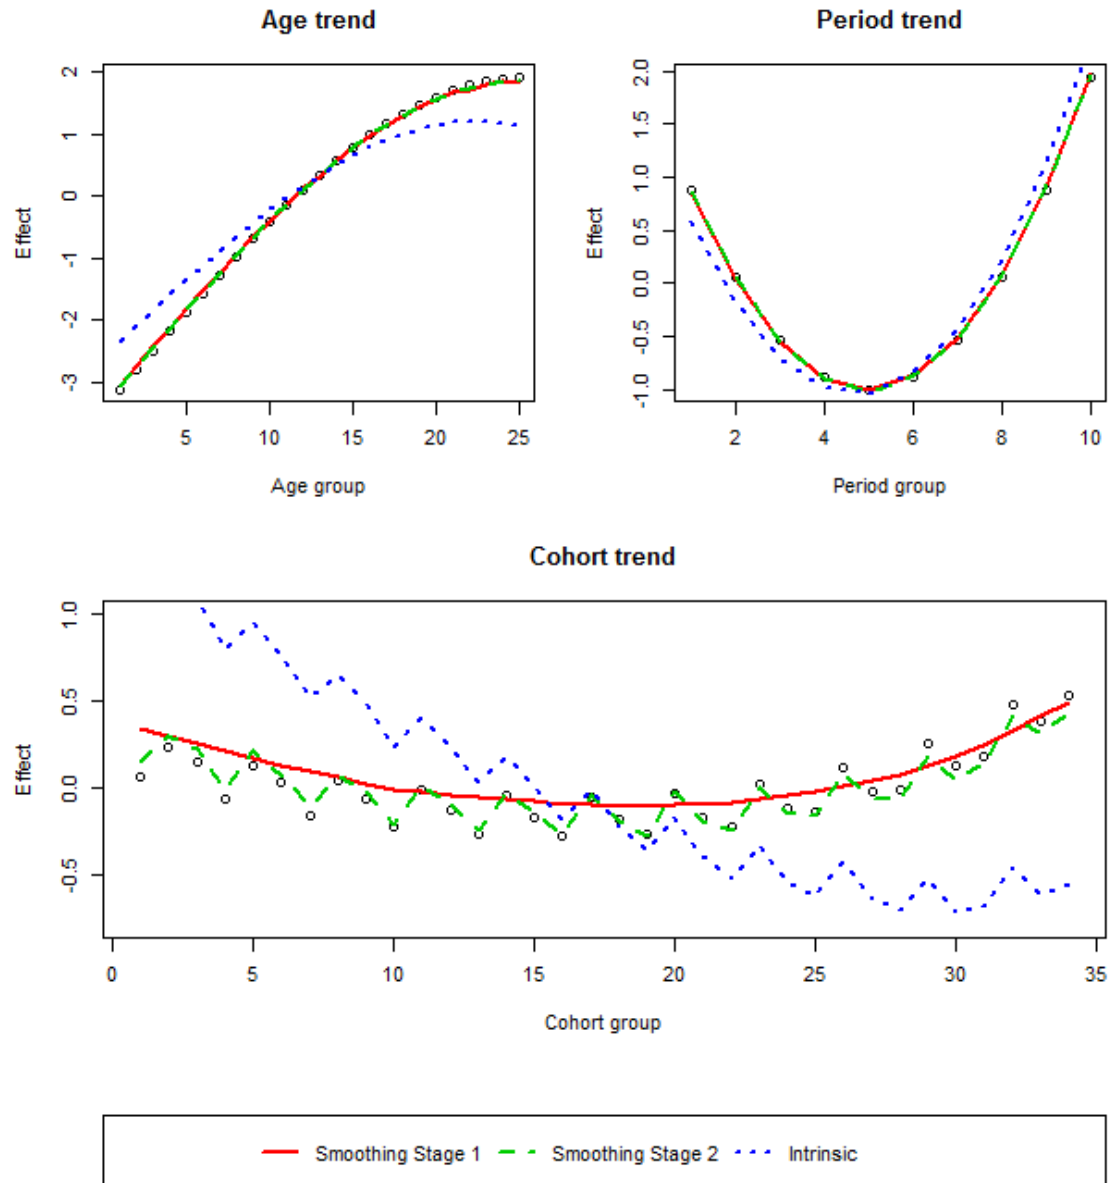 Age trend
Period trend
Effect
2
1
0
-1
-2
-3
5 10 15 20 25
Age group
Effect
2.0
1.5
1.0
0.5
0.0
-0.5
-1.0
2 4 6 8 10
Period group
Cohort trend
Effect
1.0
0.5
0.0
-0.5
0 5 10 15 20 25 30 35
Cohort group
Smoothing Stage 1 Smoothing Stage 2 Intrinsic